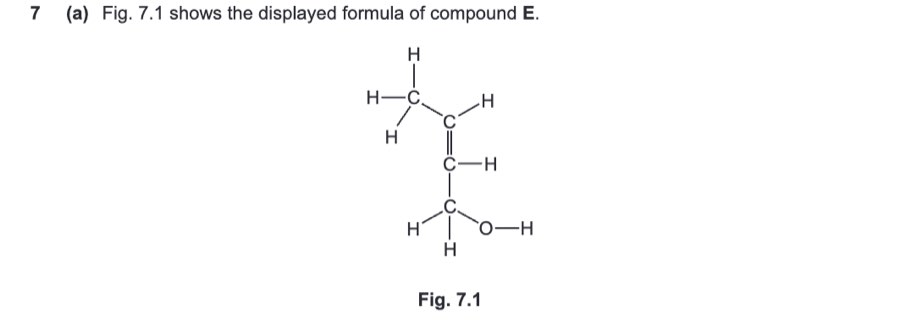 7 (a) Fig. 7.1 shows the displayed formula of compound E.
H
H C H
H C
C H
C
H O H
H
Fig. 7.1